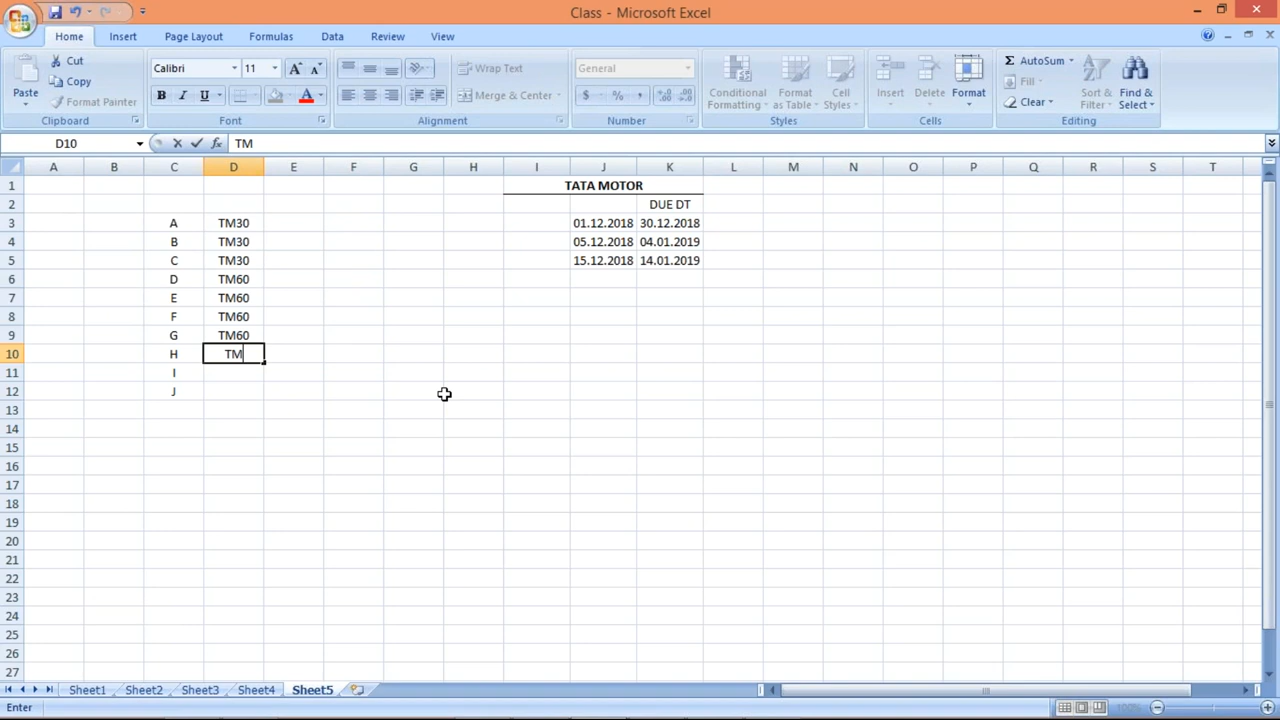 Class - Microsoft Excel
Home Insert Page Layout Formulas Data Review View
Paste
Cut
Copy
Format Painter
Clipboard
Calibri 11
B I U
Font
Wrap Text
Merge & Center
Alignment
General
$ % ,
Number
Conditional Formatting
Format as Table
Cell Styles
Styles
Insert Delete Format
Cells
AutoSum
Fill
Clear
Sort & Filter
Find & Select
Editing
D10 fx TM
A B C D E F G H I J K L M N O P Q R S T
1 TATA MOTOR
2 DUE DT
3 A TM30 01.12.2018 30.12.2018
4 B TM30 05.12.2018 04.01.2019
5 C TM30 15.12.2018 14.01.2019
6 D TM60
7 E TM60
8 F TM60
9 G TM60
10 H TM
11 I
12 J
13
14
15
16
17
18
19
20
21
22
23
24
25
26
27
Sheet1 Sheet2 Sheet3 Sheet4 Sheet5
Enter 100%